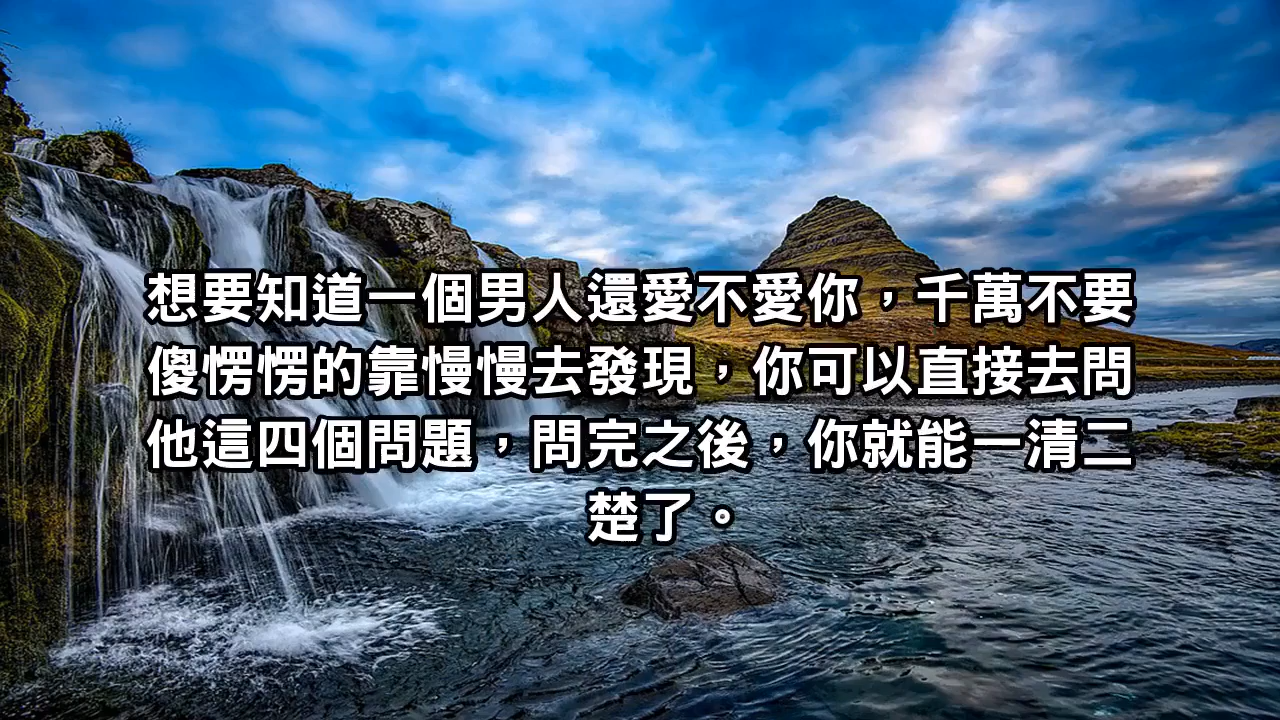 想要知道一個男人還愛不愛你，千萬不要
傻愣愣的靠慢慢去發現，你可以直接去問
他這四個問題，問完之後，你就能一清二
楚了。